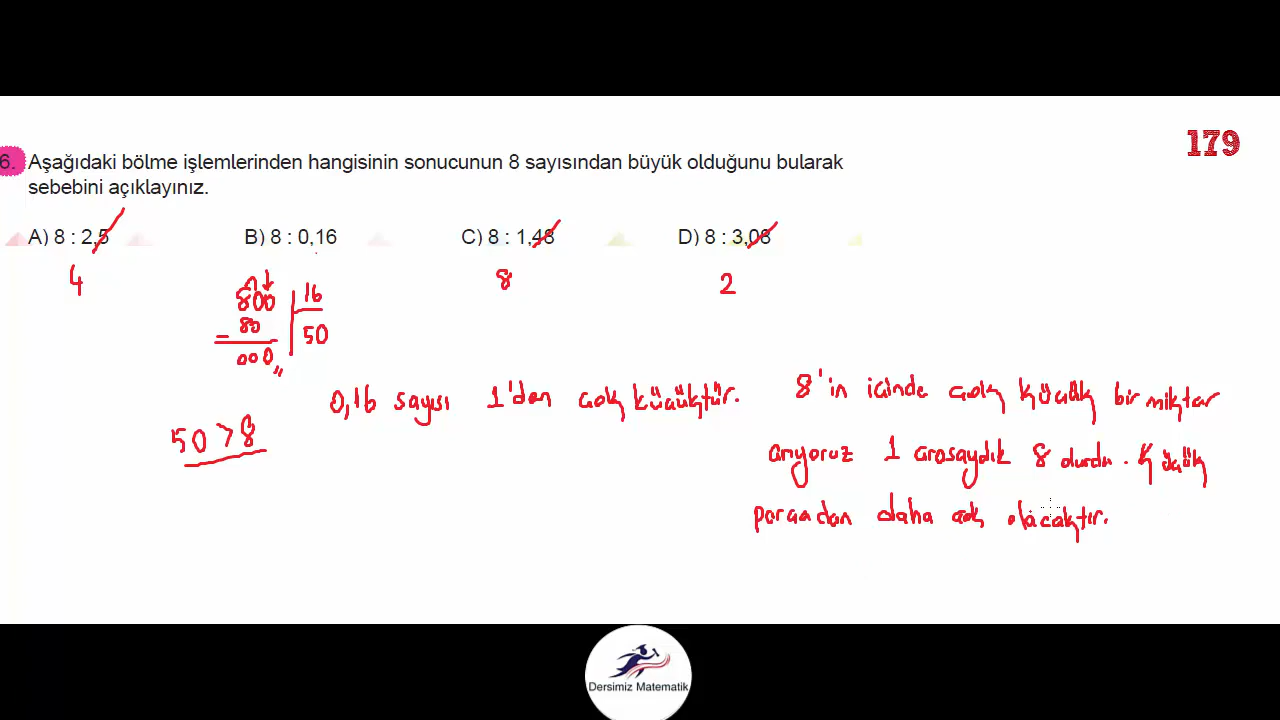 179
6. Aşağıdaki bölme işlemlerinden hangisinin sonucunun 8 sayısından büyük olduğunu bularak
sebebini açıklayınız.
A) 8 : 2,5 B) 8 : 0,16 C) 8 : 1,48 D) 8 : 3,08
4 8 2
800 16
80 50
000
0,16 sayısı 1'den çok küçüktür. 8'in içinde çok küçük bir miktar
50 > 8
arıyoruz 1 arasaydık 8 olurdu. Küçük
parçadan daha çok olacaktır.
Dersimiz Matematik